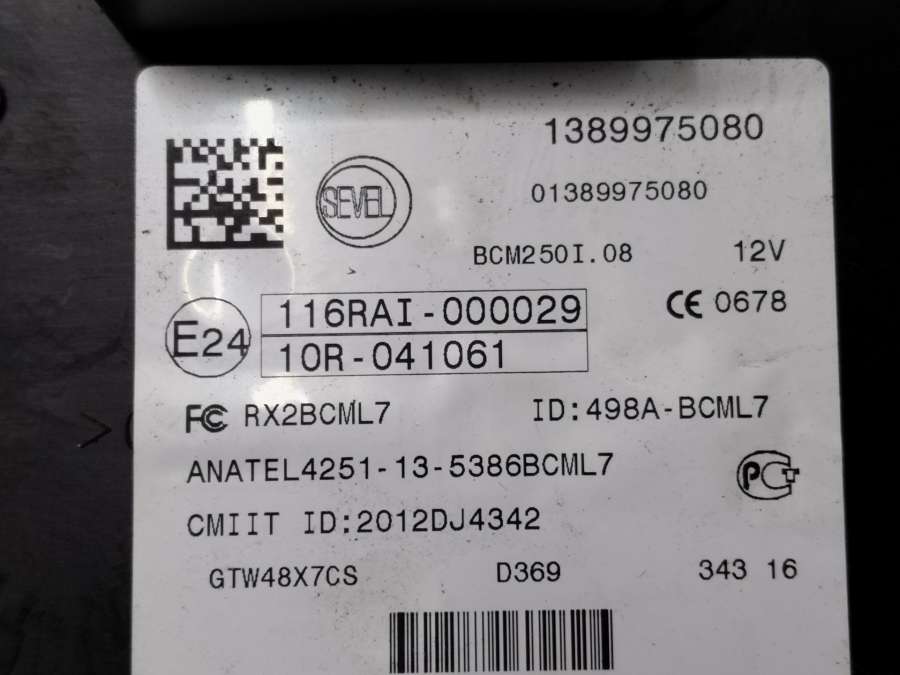 1389975080
SEVEL
01389975080
BCM250I.08 12V
E24 116RAI-000029
10R-041061
CE 0678
FC RX2BCML7 ID:498A-BCML7
ANATEL4251-13-5386BCML7
PCT
CMIIT ID:2012DJ4342
GTW48X7CS D369 343 16